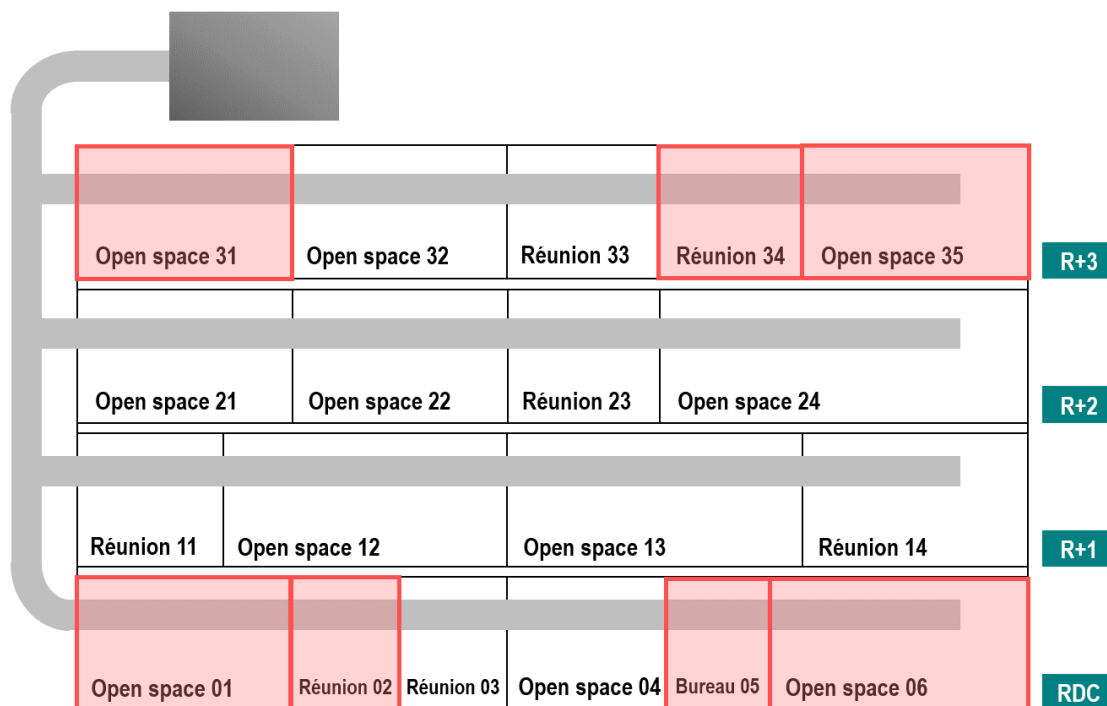 Open space 31 Open space 32 Réunion 33 Réunion 34 Open space 35 R+3
Open space 21 Open space 22 Réunion 23 Open space 24 R+2
Réunion 11 Open space 12 Open space 13 Réunion 14 R+1
Open space 01 Réunion 02 Réunion 03 Open space 04 Bureau 05 Open space 06 RDC